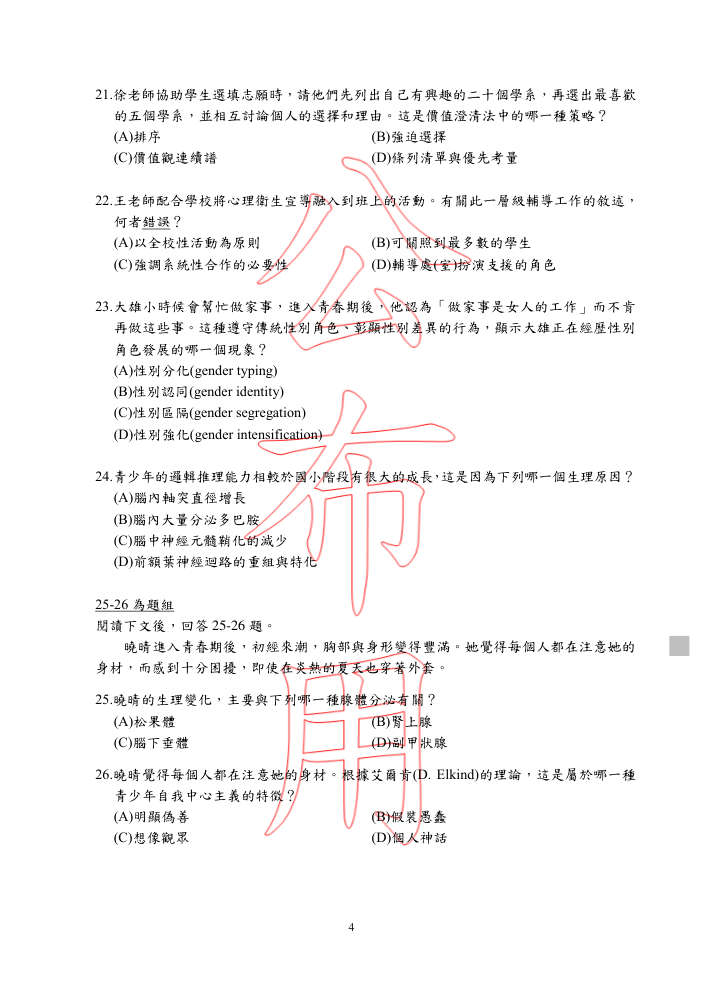 21.徐老師協助學生選填志願時，請他們先列出自己有興趣的二十個學系，再選出最喜歡
的五個學系，並相互討論個人的選擇和理由。這是價值澄清法中的哪一種策略？
(A)排序 (B)強迫選擇
(C)價值觀連續譜 (D)條列清單與優先考量
22.王老師配合學校將心理衛生宣導融入到班上的活動。有關此一層級輔導工作的敘述，
何者錯誤？
(A)以全校性活動為原則 (B)可關照到最多數的學生
(C)強調系統性合作的必要性 (D)輔導處(室)扮演支援的角色
23.大雄小時候會幫忙做家事，進入青春期後，他認為「做家事是女人的工作」而不肯
再做這些事。這種遵守傳統性別角色、彰顯性別差異的行為，顯示大雄正在經歷性別
角色發展的哪一個現象？
(A)性別分化(gender typing)
(B)性別認同(gender identity)
(C)性別區隔(gender segregation)
(D)性別強化(gender intensification)
24.青少年的邏輯推理能力相較於國小階段有很大的成長，這是因為下列哪一個生理原因？
(A)腦內軸突直徑增長
(B)腦內大量分泌多巴胺
(C)腦中神經元髓鞘化的減少
(D)前額葉神經迴路的重組與特化
25-26 為題組
閱讀下文後，回答 25-26 題。
曉晴進入青春期後，初經來潮，胸部與身形變得豐滿。她覺得每個人都在注意她的
身材，而感到十分困擾，即使在炎熱的夏天也穿著外套。
25.曉晴的生理變化，主要與下列哪一種腺體分泌有關？
(A)松果體 (B)腎上腺
(C)腦下垂體 (D)副甲狀腺
26.曉晴覺得每個人都在注意她的身材。根據艾爾肯(D. Elkind)的理論，這是屬於哪一種
青少年自我中心主義的特徵？
(A)明顯偽善 (B)假裝愚蠢
(C)想像觀眾 (D)個人神話
4
公布用